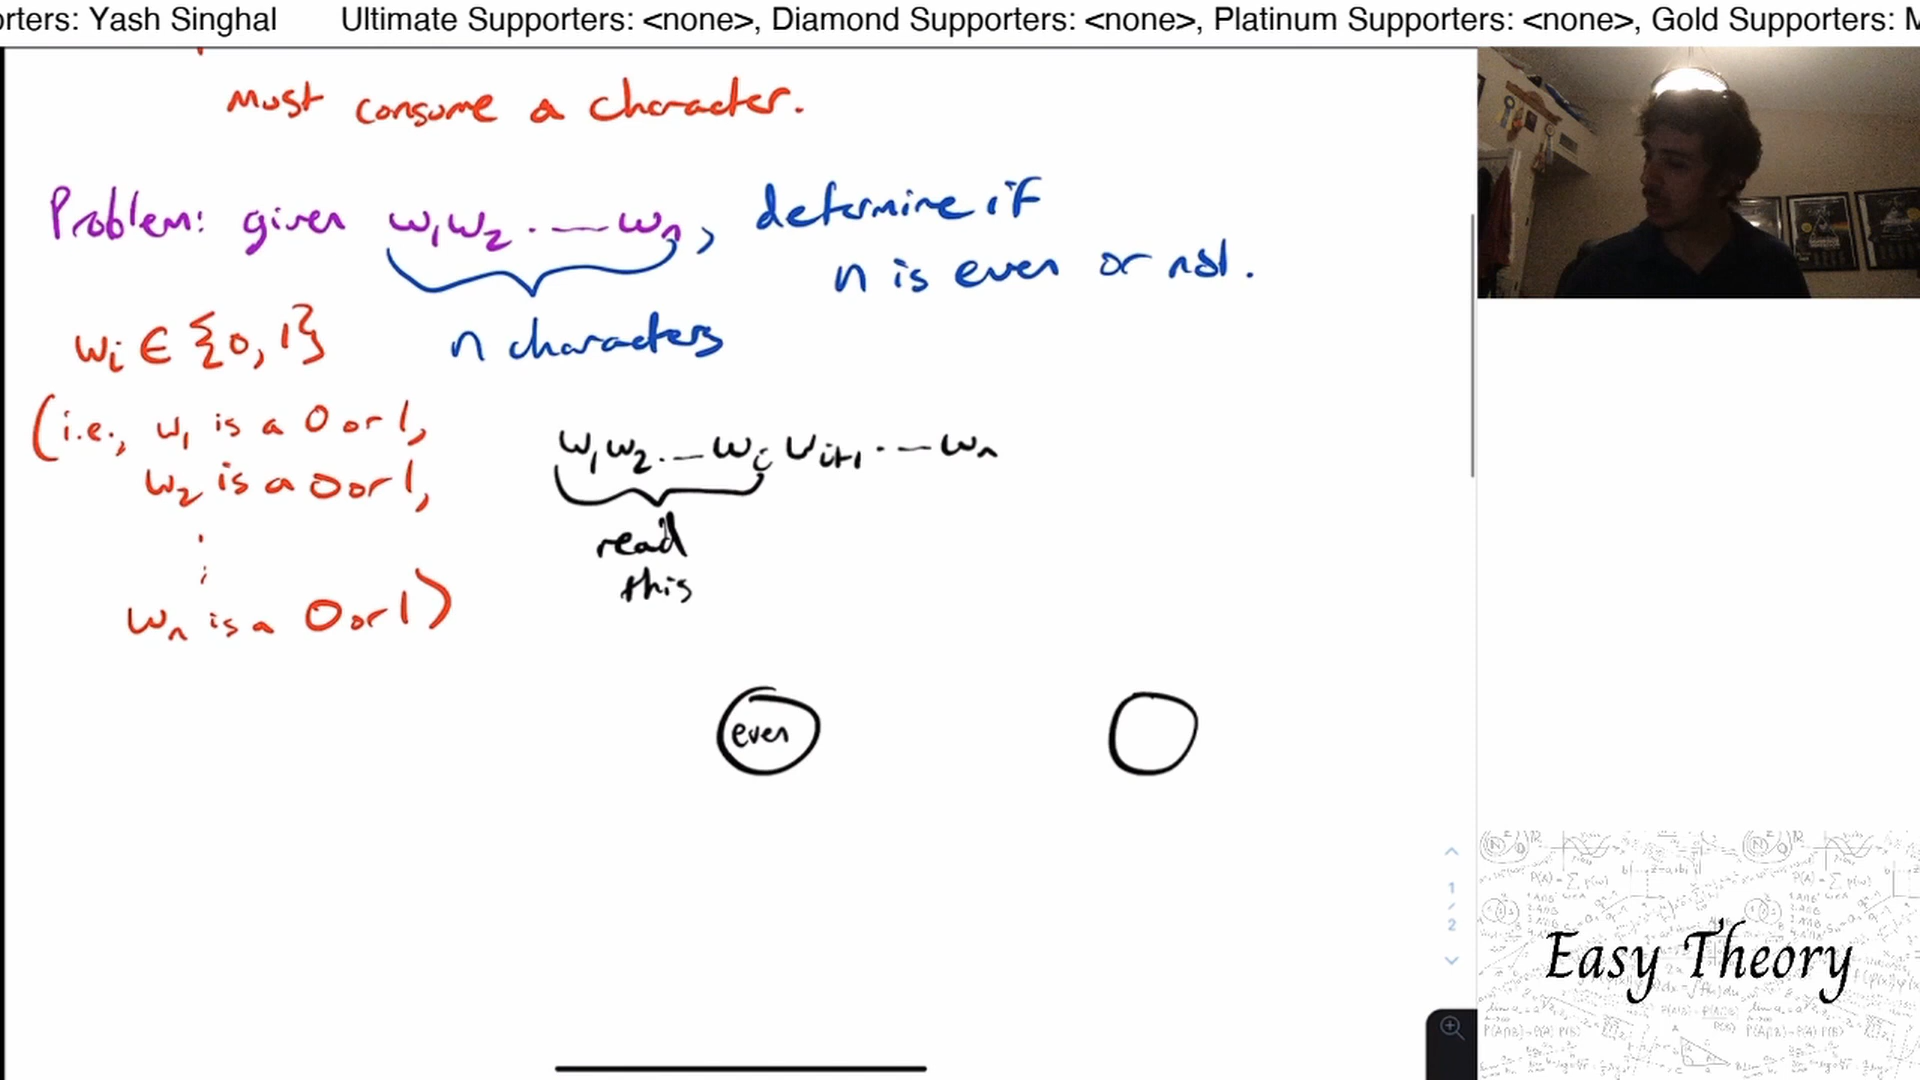 rters: Yash Singhal Ultimate Supporters: <none>, Diamond Supporters: <none>, Platinum Supporters: <none>, Gold Supporters: M
must consume a character.
Problem: given w₁w₂. — wₙ, determine if
n is even or not.
n characters
wᵢ ∈ {0,1}
(i.e., w₁ is a 0 or 1,
w₂ is a 0 or 1,
wₙ is a 0 or 1)
w₁w₂. — wᵢ wᵢ₊₁. — wₙ
read
this
even
1
2
Easy Theory